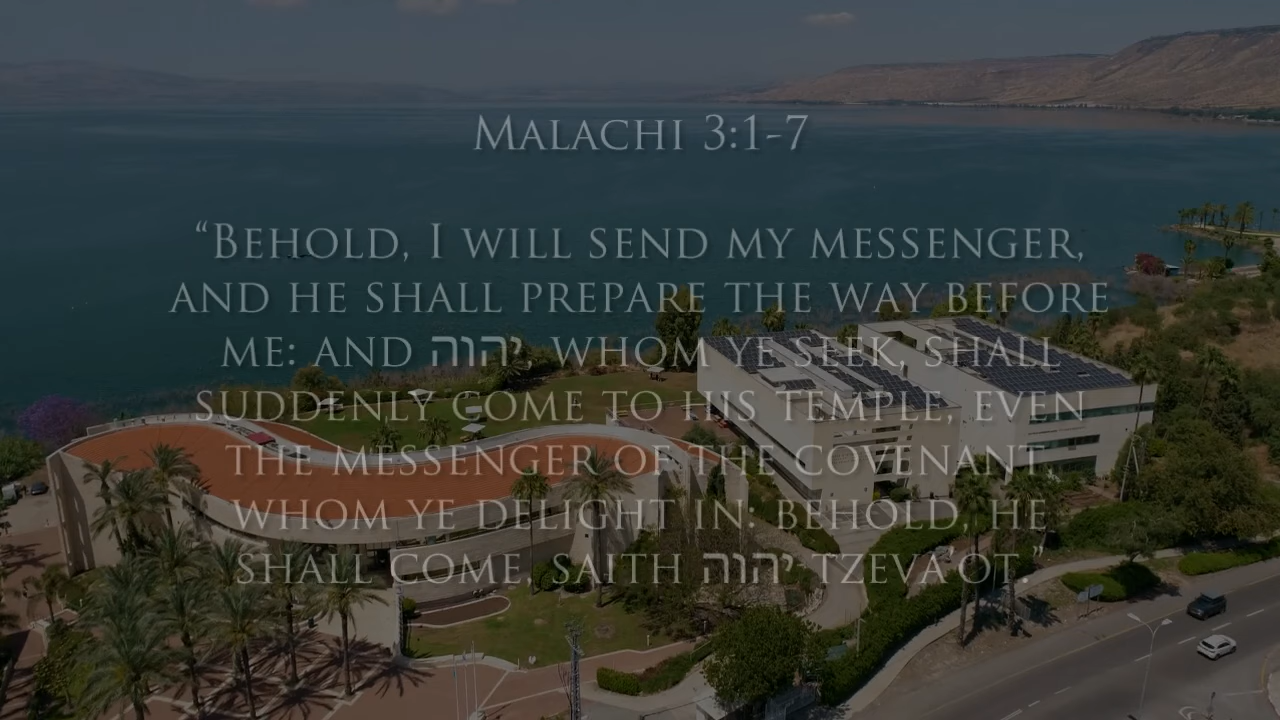 MALACHI 3:1-7
“BEHOLD, I WILL SEND MY MESSENGER,
AND HE SHALL PREPARE THE WAY BEFORE
ME: AND יהוה, WHOM YE SEEK, SHALL
SUDDENLY COME TO HIS TEMPLE, EVEN
THE MESSENGER OF THE COVENANT
WHOM YE DELIGHT IN: BEHOLD, HE
SHALL COME, SAITH יהוה TZEVA'OT.”